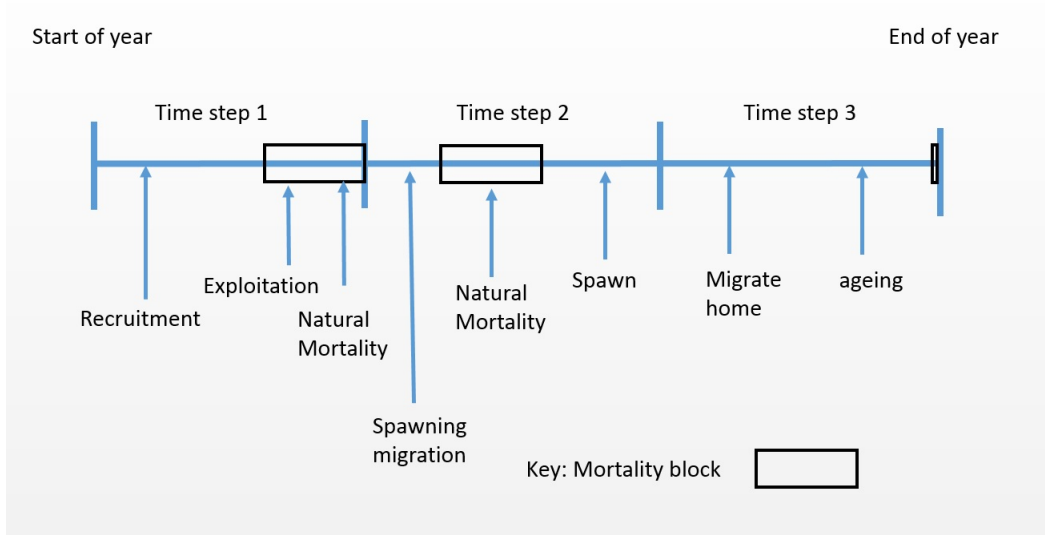 Start of year
End of year
Time step 1
Time step 2
Time step 3
Recruitment
Exploitation
Natural
Mortality
Spawning
migration
Natural
Mortality
Spawn
Migrate
home
ageing
Key: Mortality block